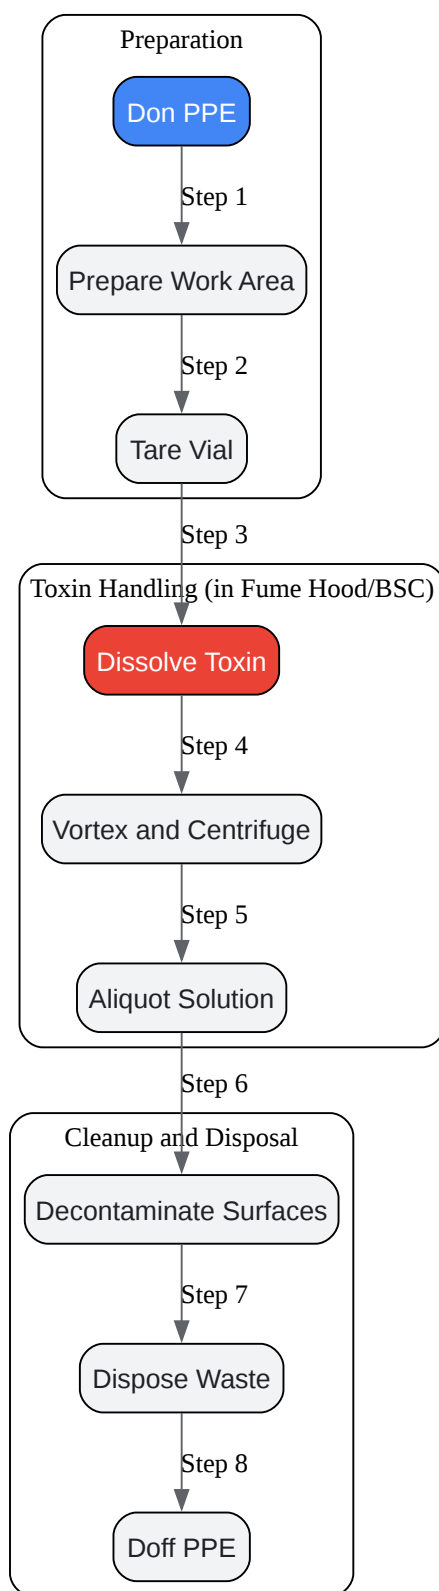 Preparation
Don PPE
Step 1
Prepare Work Area
Step 2
Tare Vial
Step 3
Toxin Handling (in Fume Hood/BSC)
Dissolve Toxin
Step 4
Vortex and Centrifuge
Step 5
Aliquot Solution
Step 6
Cleanup and Disposal
Decontaminate Surfaces
Step 7
Dispose Waste
Step 8
Doff PPE